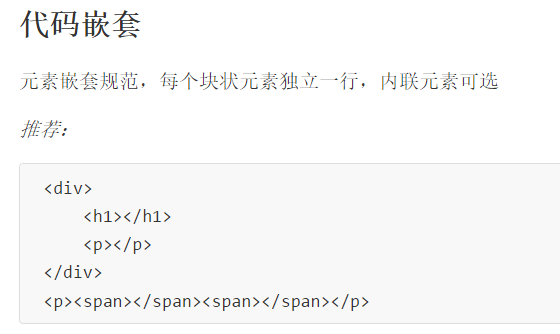 代码嵌套
元素嵌套规范，每个块状元素独立一行，内联元素可选
推荐：
<div>
    <h1></h1>
    <p></p>
</div>
<p><span></span><span></span></p>